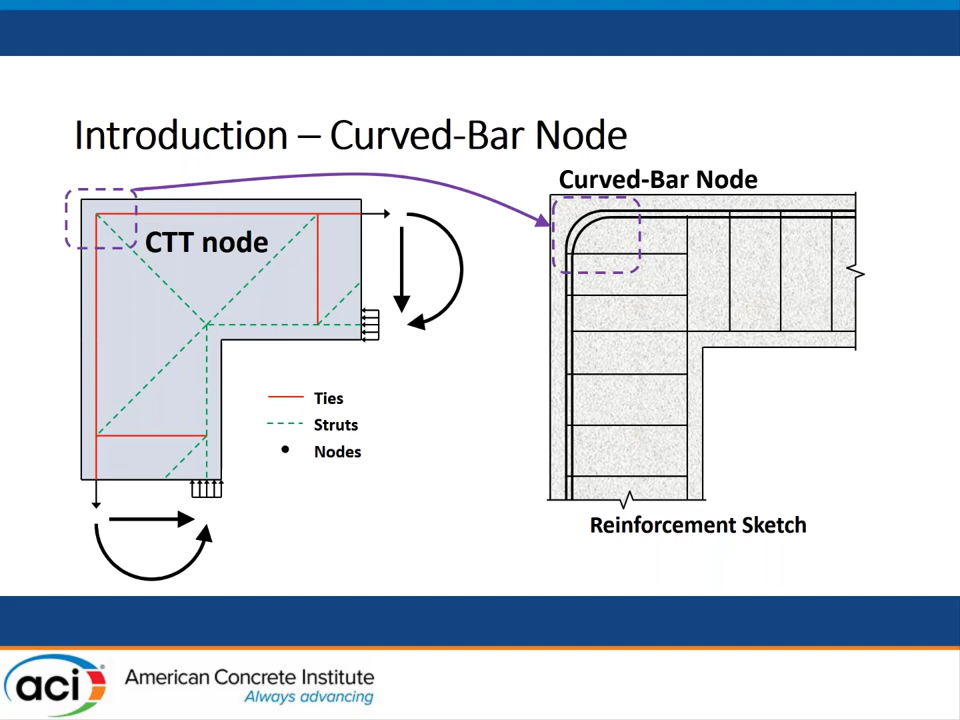 Introduction – Curved-Bar Node
Curved-Bar Node
CTT node
Ties
Struts
Nodes
Reinforcement Sketch
aci
American Concrete Institute
Always advancing